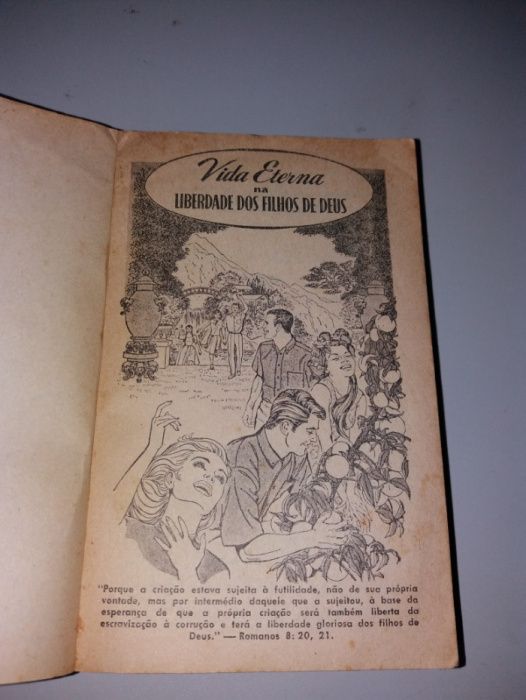 Vida Eterna
na
LIBERDADE DOS FILHOS DE DEUS
"Porque a criação estava sujeita à futilidade, não de sua própria
vontade, mas por intermédio daquele que a sujeitou, à base da
esperança de que a própria criação será também liberta da
escravização à corrução e terá a liberdade gloriosa dos filhos de
Deus." — Romanos 8: 20, 21.